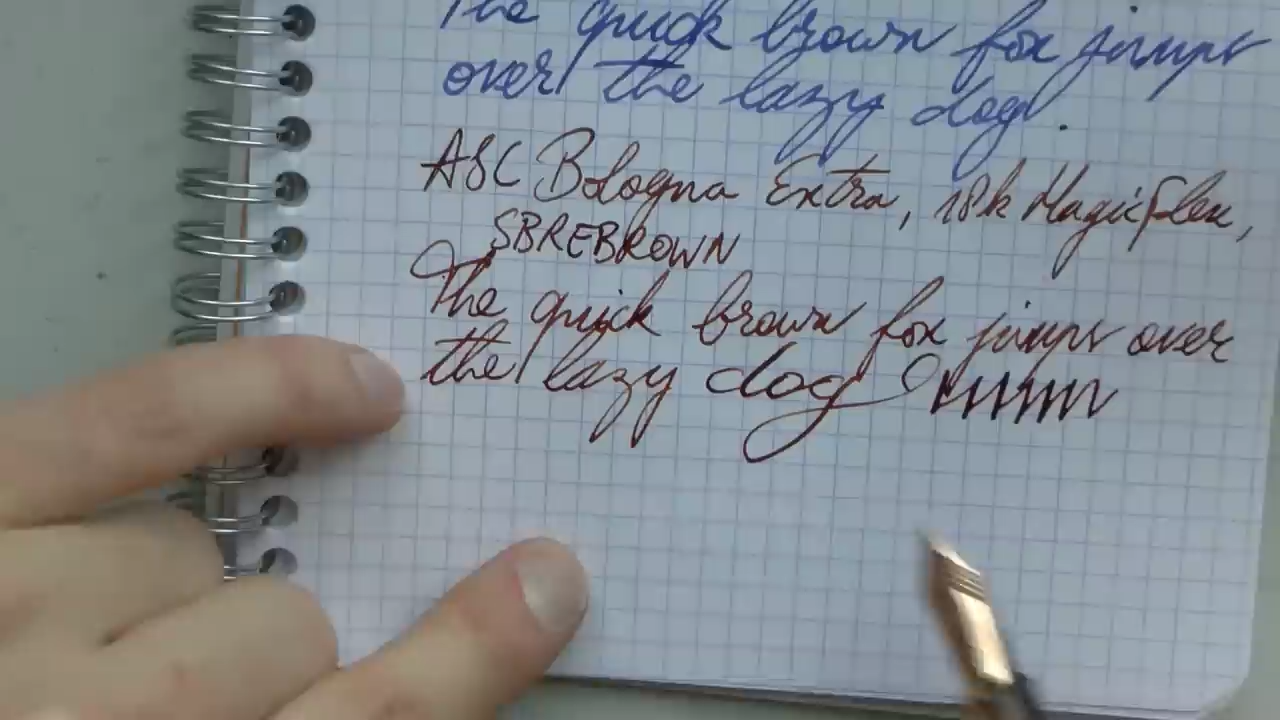 The quick brown fox jumps
over the lazy dog.
ASC Bologna Extra, 18k MagicFlex,
SBREBROWN
The quick brown fox jumps over
the lazy dog